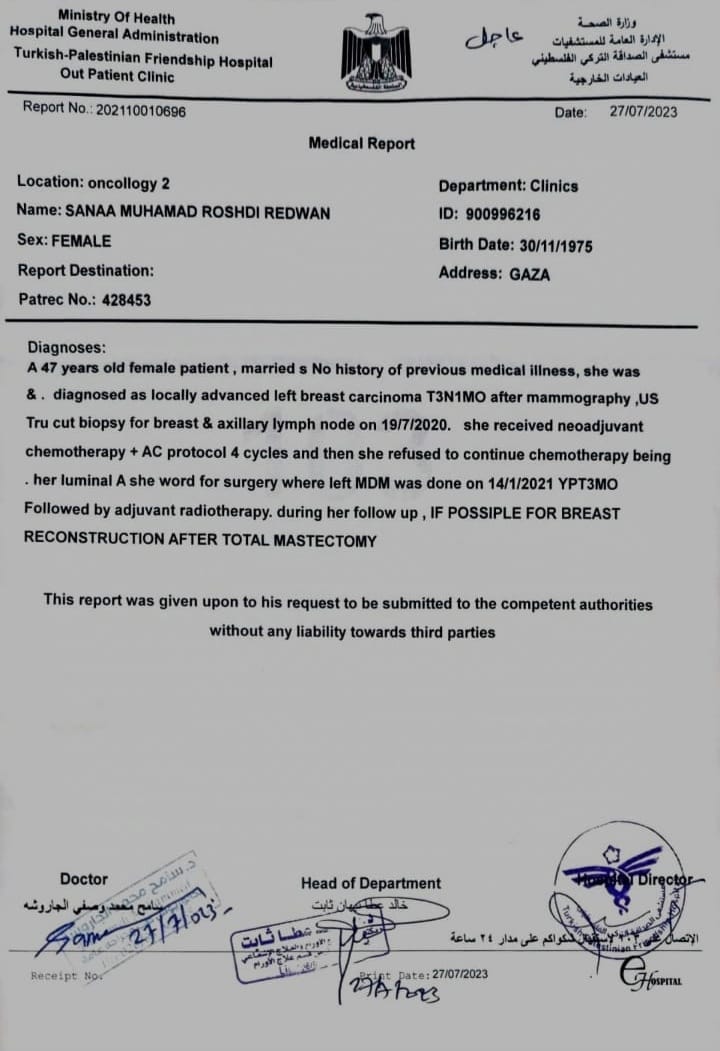 Ministry Of Health
Hospital General Administration
Turkish-Palestinian Friendship Hospital
Out Patient Clinic
عاجل
وزارة الصحة
الإدارة العامة للمستشفيات
مستشفى الصداقة التركي الفلسطيني
العيادات الخارجية
Report No.: 202110010696
Date: 27/07/2023
Medical Report
Location: oncollogy 2
Department: Clinics
Name: SANAA MUHAMAD ROSHDI REDWAN
ID: 900996216
Sex: FEMALE
Birth Date: 30/11/1975
Report Destination:
Address: GAZA
Patrec No.: 428453
Diagnoses:
A 47 years old female patient , married s No history of previous medical illness, she was
& . diagnosed as locally advanced left breast carcinoma T3N1MO after mammography ,US
Tru cut biopsy for breast & axillary lymph node on 19/7/2020. she received neoadjuvant
chemotherapy + AC protocol 4 cycles and then she refused to continue chemotherapy being
. her luminal A she word for surgery where left MDM was done on 14/1/2021 YPT3MO
Followed by adjuvant radiotherapy. during her follow up , IF POSSIPLE FOR BREAST
RECONSTRUCTION AFTER TOTAL MASTECTOMY
This report was given upon to his request to be submitted to the competent authorities
without any liability towards third parties
Doctor
Head of Department
Hospital Director
سامح محمد وصفي الجاروشه
خالد عطا نبهان ثابت
27/7/023
عطا ثابت
على مدار ٢٤ ساعة
Receipt No.
Print Date: 27/07/2023
eHOSPITAL